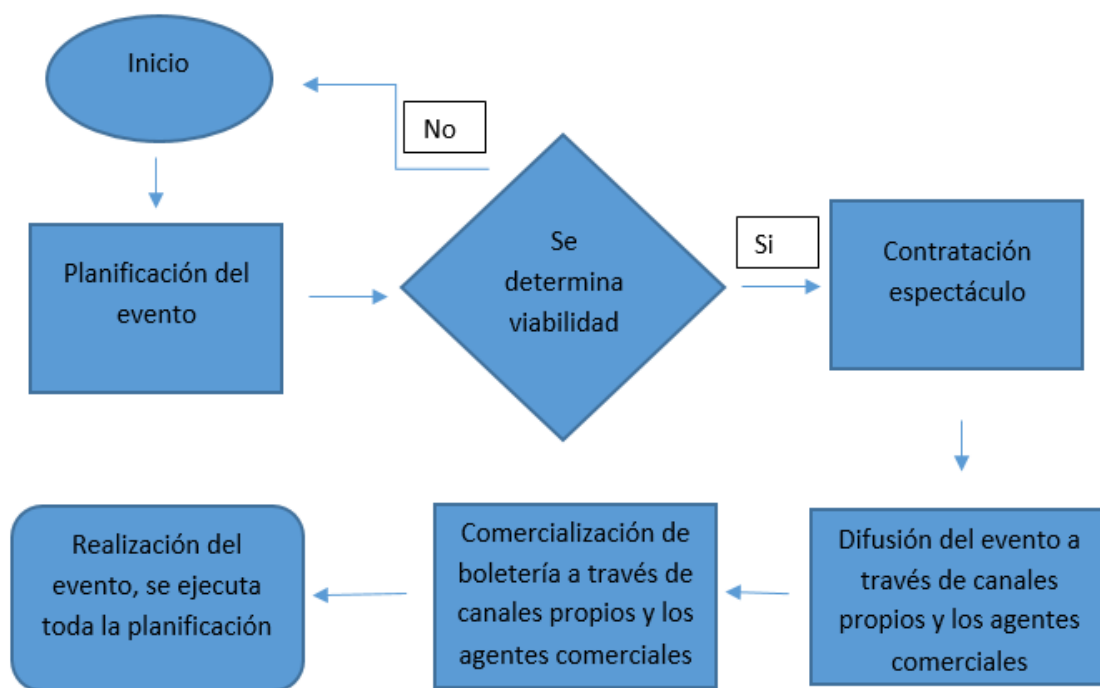 Inicio
No
Planificación del
evento
Se
determina
viabilidad
Si
Contratación
espectáculo
Difusión del evento a
través de canales
propios y los agentes
comerciales
Comercialización de
boletería a través de
canales propios y los
agentes comerciales
Realización del
evento, se ejecuta
toda la planificación